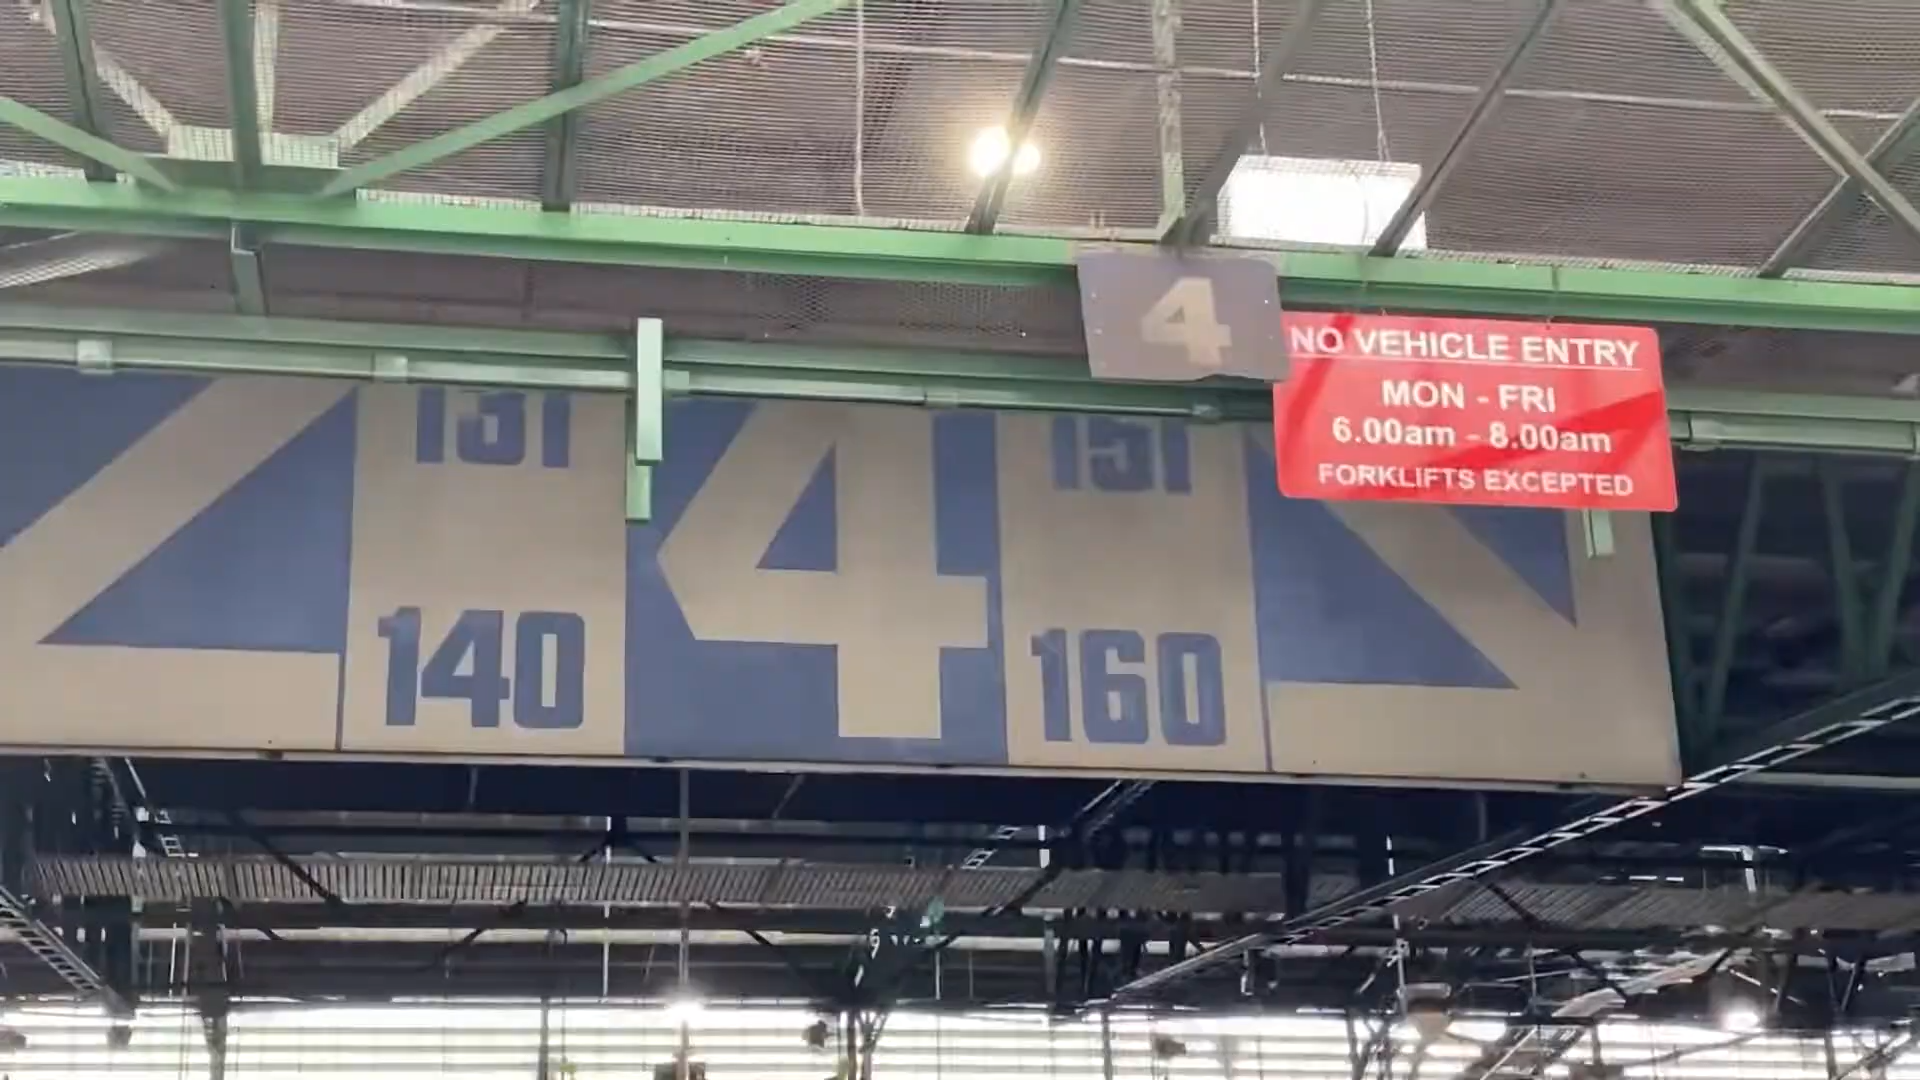 4
NO VEHICLE ENTRY
MON - FRI
6.00am - 8.00am
FORKLIFTS EXCEPTED
131
140
4
151
160